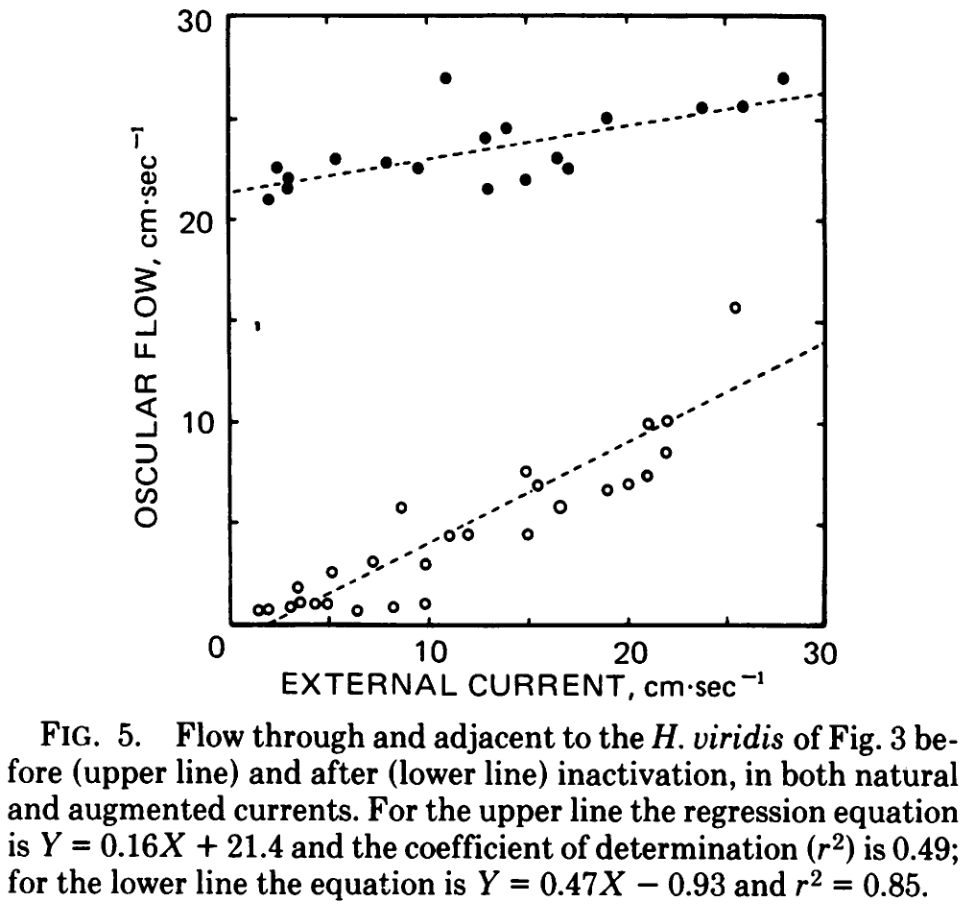 30
20
10
OSCULAR FLOW, cm·sec⁻¹
0 10 20 30
EXTERNAL CURRENT, cm·sec⁻¹
FIG. 5. Flow through and adjacent to the H. viridis of Fig. 3 be-
fore (upper line) and after (lower line) inactivation, in both natural
and augmented currents. For the upper line the regression equation
is Y = 0.16X + 21.4 and the coefficient of determination (r²) is 0.49;
for the lower line the equation is Y = 0.47X − 0.93 and r² = 0.85.